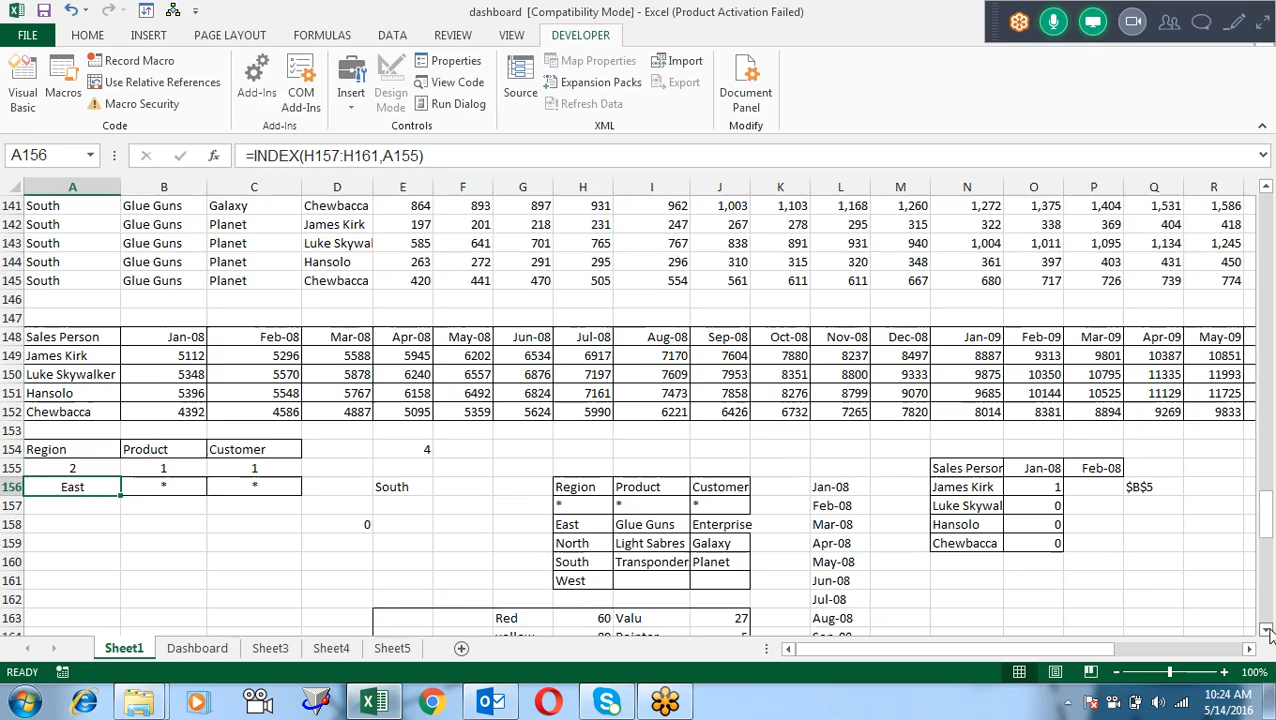 dashboard [Compatibility Mode] - Excel (Product Activation Failed)
FILE HOME INSERT PAGE LAYOUT FORMULAS DATA REVIEW VIEW DEVELOPER
Record Macro Properties Map Properties Import
Use Relative References View Code Expansion Packs Export
Macro Security Run Dialog Refresh Data
Visual Basic Macros Add-Ins COM Add-Ins Insert Design Mode Source Document Panel
Code Add-Ins Controls XML Modify
A156 =INDEX(H157:H161,A155)
A B C D E F G H I J K L M N O P Q R
141 South Glue Guns Galaxy Chewbacca 864 893 897 931 962 1,003 1,103 1,168 1,260 1,272 1,375 1,404 1,531 1,586
142 South Glue Guns Planet James Kirk 197 201 218 231 247 267 278 295 315 322 338 369 404 418
143 South Glue Guns Planet Luke Skywal 585 641 701 765 767 838 891 931 940 1,004 1,011 1,095 1,134 1,245
144 South Glue Guns Planet Hansolo 263 272 291 295 296 310 315 320 348 361 397 403 431 450
145 South Glue Guns Planet Chewbacca 420 441 470 505 554 561 611 611 667 680 717 726 739 774
146
147
148 Sales Person Jan-08 Feb-08 Mar-08 Apr-08 May-08 Jun-08 Jul-08 Aug-08 Sep-08 Oct-08 Nov-08 Dec-08 Jan-09 Feb-09 Mar-09 Apr-09 May-09
149 James Kirk 5112 5296 5588 5945 6202 6534 6917 7170 7604 7880 8237 8497 8887 9313 9801 10387 10851
150 Luke Skywalker 5348 5570 5878 6240 6557 6876 7197 7609 7953 8351 8800 9333 9875 10350 10795 11335 11993
151 Hansolo 5396 5548 5767 6158 6492 6824 7161 7473 7858 8276 8799 9070 9685 10144 10525 11129 11725
152 Chewbacca 4392 4586 4887 5095 5359 5624 5990 6221 6426 6732 7265 7820 8014 8381 8894 9269 9833
153
154 Region Product Customer 4
155 2 1 1 Sales Person Jan-08 Feb-08
156 East * * South Region Product Customer Jan-08 James Kirk 1 $B$5
157 * * * Feb-08 Luke Skywal 0
158 0 East Glue Guns Enterprise Mar-08 Hansolo 0
159 North Light Sabres Galaxy Apr-08 Chewbacca 0
160 South Transponder Planet May-08
161 West Jun-08
162 Jul-08
163 Red 60 Valu 27 Aug-08
Sheet1 Dashboard Sheet3 Sheet4 Sheet5
READY 100%
10:24 AM
5/14/2016